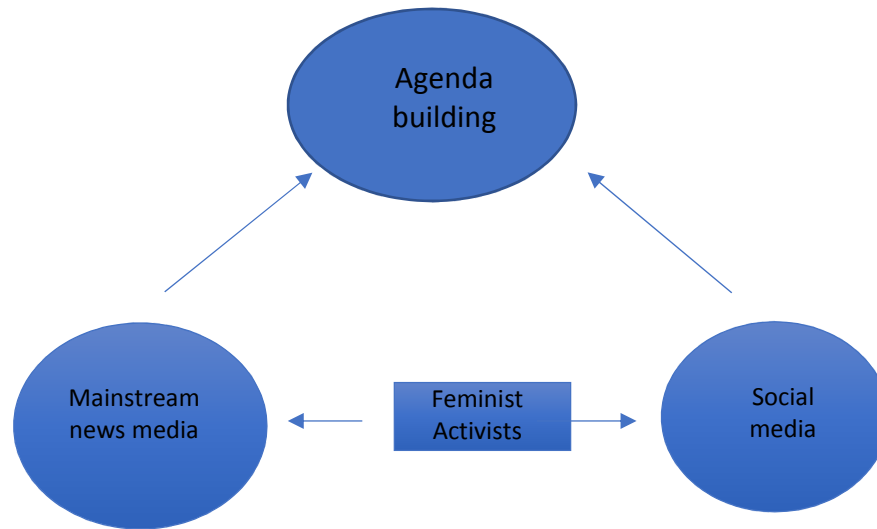 Agenda
building
Mainstream
news media
Feminist
Activists
Social
media